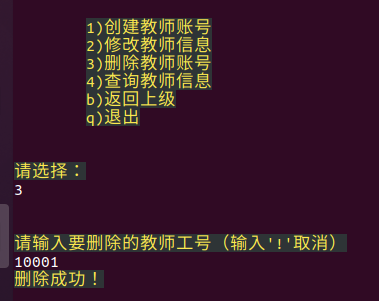 1)创建教师账号
2)修改教师信息
3)删除教师账号
4)查询教师信息
b)返回上级
q)退出
请选择：
3
请输入要删除的教师工号（输入'!'取消）
10001
删除成功！